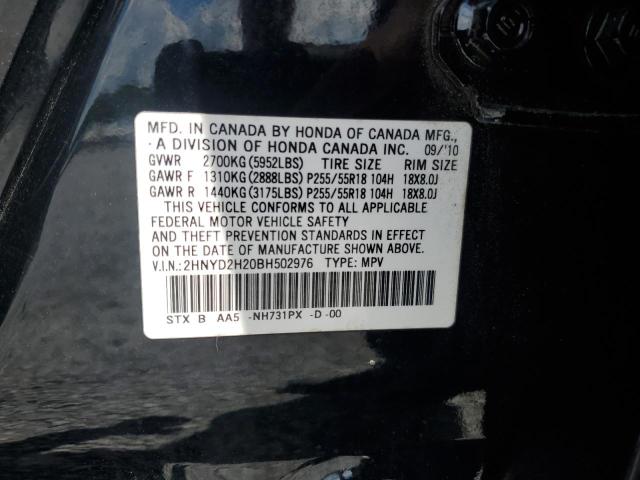 MFD. IN CANADA BY HONDA OF CANADA MFG.,
· A DIVISION OF HONDA CANADA INC. 09/'10
GVWR 2700KG (5952LBS) TIRE SIZE RIM SIZE
GAWR F 1310KG (2888LBS) P255/55R18 104H 18X8.0J
GAWR R 1440KG (3175LBS) P255/55R18 104H 18X8.0J
THIS VEHICLE CONFORMS TO ALL APPLICABLE
FEDERAL MOTOR VEHICLE SAFETY
AND THEFT PREVENTION STANDARDS IN EFFECT
ON THE DATE OF MANUFACTURE SHOWN ABOVE.
V.I.N.: 2HNYD2H20BH502976 TYPE: MPV
STX B AA5 -NH731PX -D -00